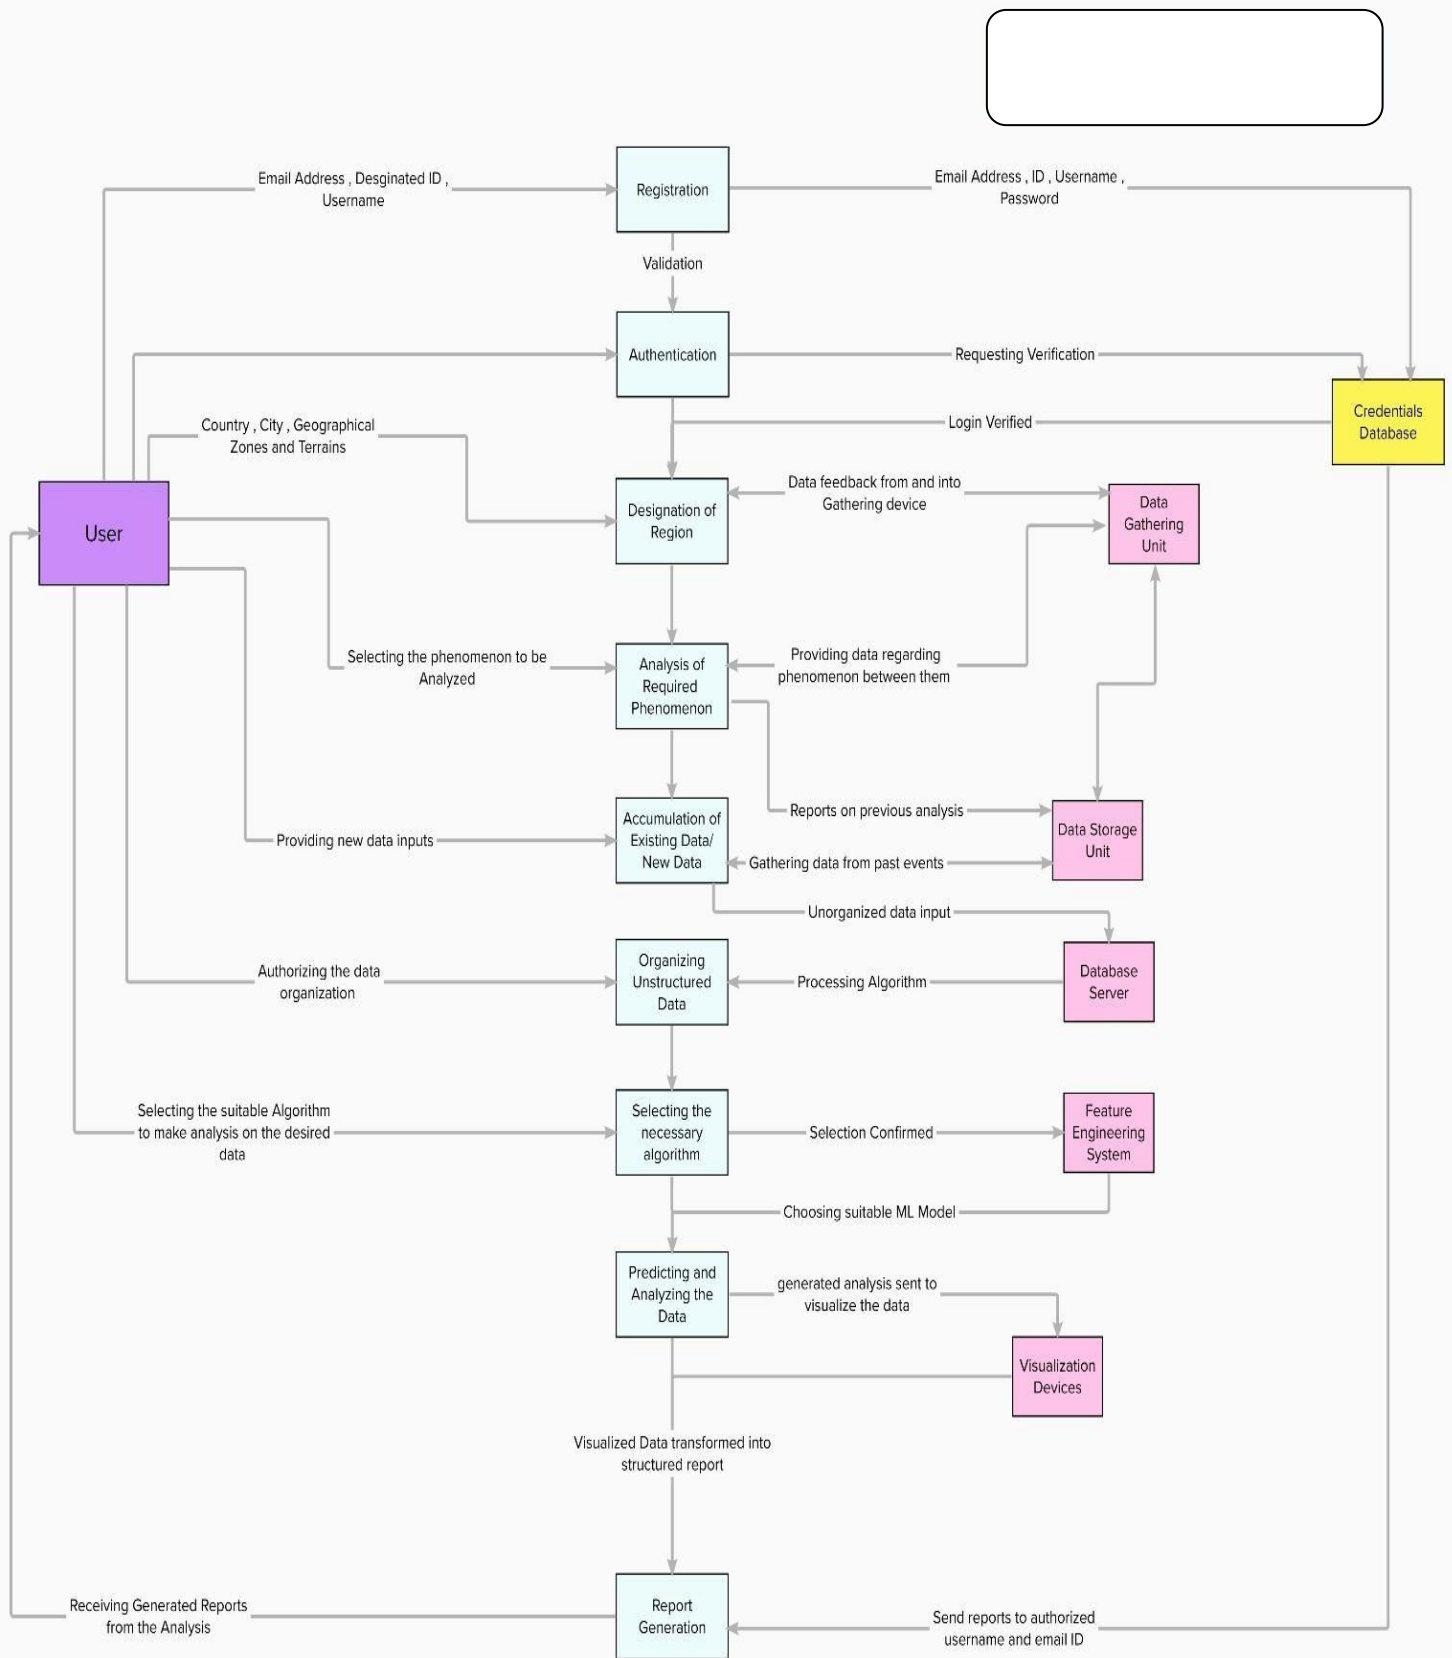 Email Address , Desginated ID ,
Username
Registration
Email Address , ID , Username ,
Password
Validation
Authentication
Requesting Verification
Credentials
Database
Country , City , Geographical
Zones and Terrains
Login Verified
User
Designation of
Region
Data feedback from and into
Gathering device
Data
Gathering
Unit
Selecting the phenomenon to be
Analyzed
Analysis of
Required
Phenomenon
Providing data regarding
phenomenon between them
Providing new data inputs
Accumulation of
Existing Data/
New Data
Reports on previous analysis
Gathering data from past events
Data Storage
Unit
Unorganized data input
Authorizing the data
organization
Organizing
Unstructured
Data
Processing Algorithm
Database
Server
Selecting the suitable Algorithm
to make analysis on the desired
data
Selecting the
necessary
algorithm
Selection Confirmed
Feature
Engineering
System
Choosing suitable ML Model
Predicting and
Analyzing the
Data
generated analysis sent to
visualize the data
Visualization
Devices
Visualized Data transformed into
structured report
Receiving Generated Reports
from the Analysis
Report
Generation
Send reports to authorized
username and email ID